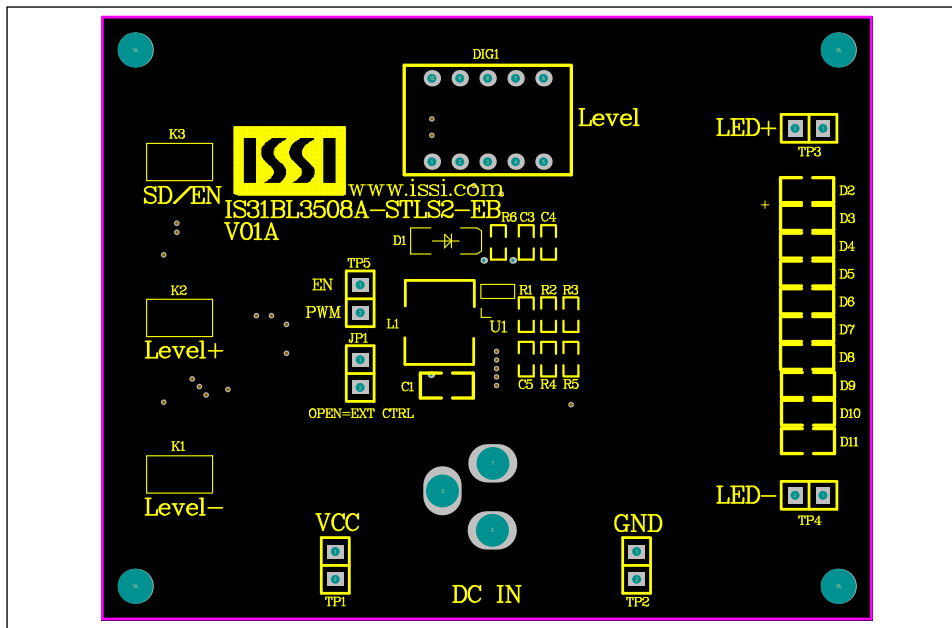 DIG1
Level
LED+
TP3
K3
SD/EN
ISSI
www.issi.com
IS31BL3508A-STLS2-EB
V01A
D2
+
D3
D4
D5
D6
D7
D8
D9
D10
D11
R6 C3 C4
D1
TP5
EN
PWM
K2
Level+
L1
U1
R1 R2 R3
JP1
C1
C5 R4 R5
OPEN=EXT CTRL
K1
Level-
LED-
TP4
VCC
TP1
DC IN
GND
TP2